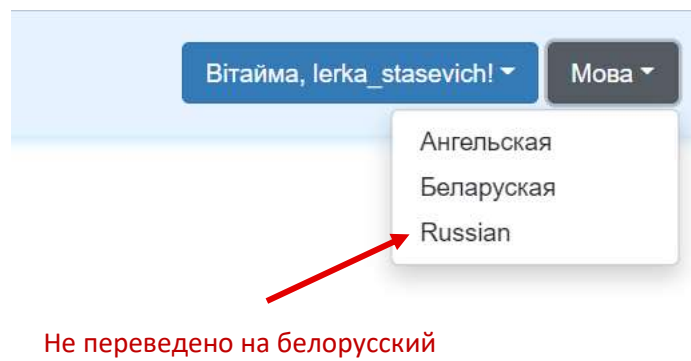 Вітайма, lerka_stasevich!
Мова
Ангельская
Беларуская
Russian
Не переведено на белорусский